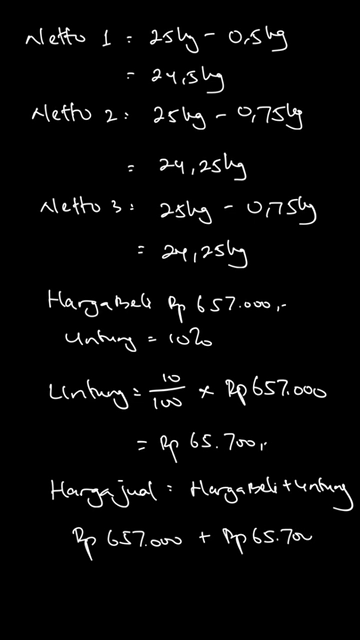 Netto 1 = 25kg - 0,5kg
= 24,5kg
Netto 2 = 25kg - 0,75kg
= 24,25kg
Netto 3 = 25kg - 0,75kg
= 24,25kg
Harga Beli Rp 657.000,-
Untung = 10%
Untung = 10/100 × Rp 657.000
= Rp 65.700,-
Harga jual = Harga Beli + Untung
Rp 657.000 + Rp 65.700